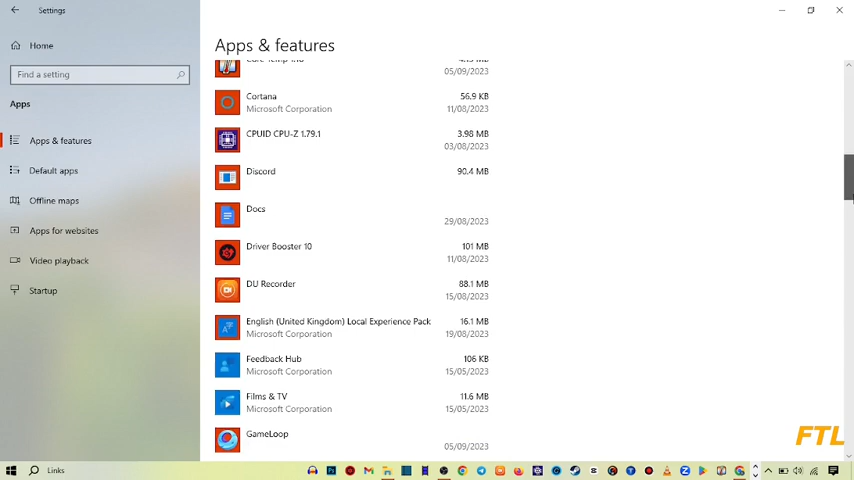 Settings
Home
Apps & features
Find a setting
05/09/2023
Apps
Cortana 56.9 KB
Microsoft Corporation 11/08/2023
Apps & features
CPUID CPU-Z 1.79.1 3.98 MB
03/08/2023
Default apps
Discord 90.4 MB
Offline maps
Docs
29/08/2023
Apps for websites
Driver Booster 10 101 MB
11/08/2023
Video playback
DU Recorder 88.1 MB
15/08/2023
Startup
English (United Kingdom) Local Experience Pack 16.1 MB
Microsoft Corporation 19/08/2023
Feedback Hub 106 KB
Microsoft Corporation 15/05/2023
Films & TV 11.6 MB
Microsoft Corporation 15/05/2023
GameLoop
05/09/2023
FTL
Links